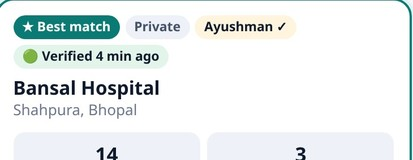 ★ Best match Private Ayushman ✓
🟢 Verified 4 min ago
Bansal Hospital
Shahpura, Bhopal
14 3